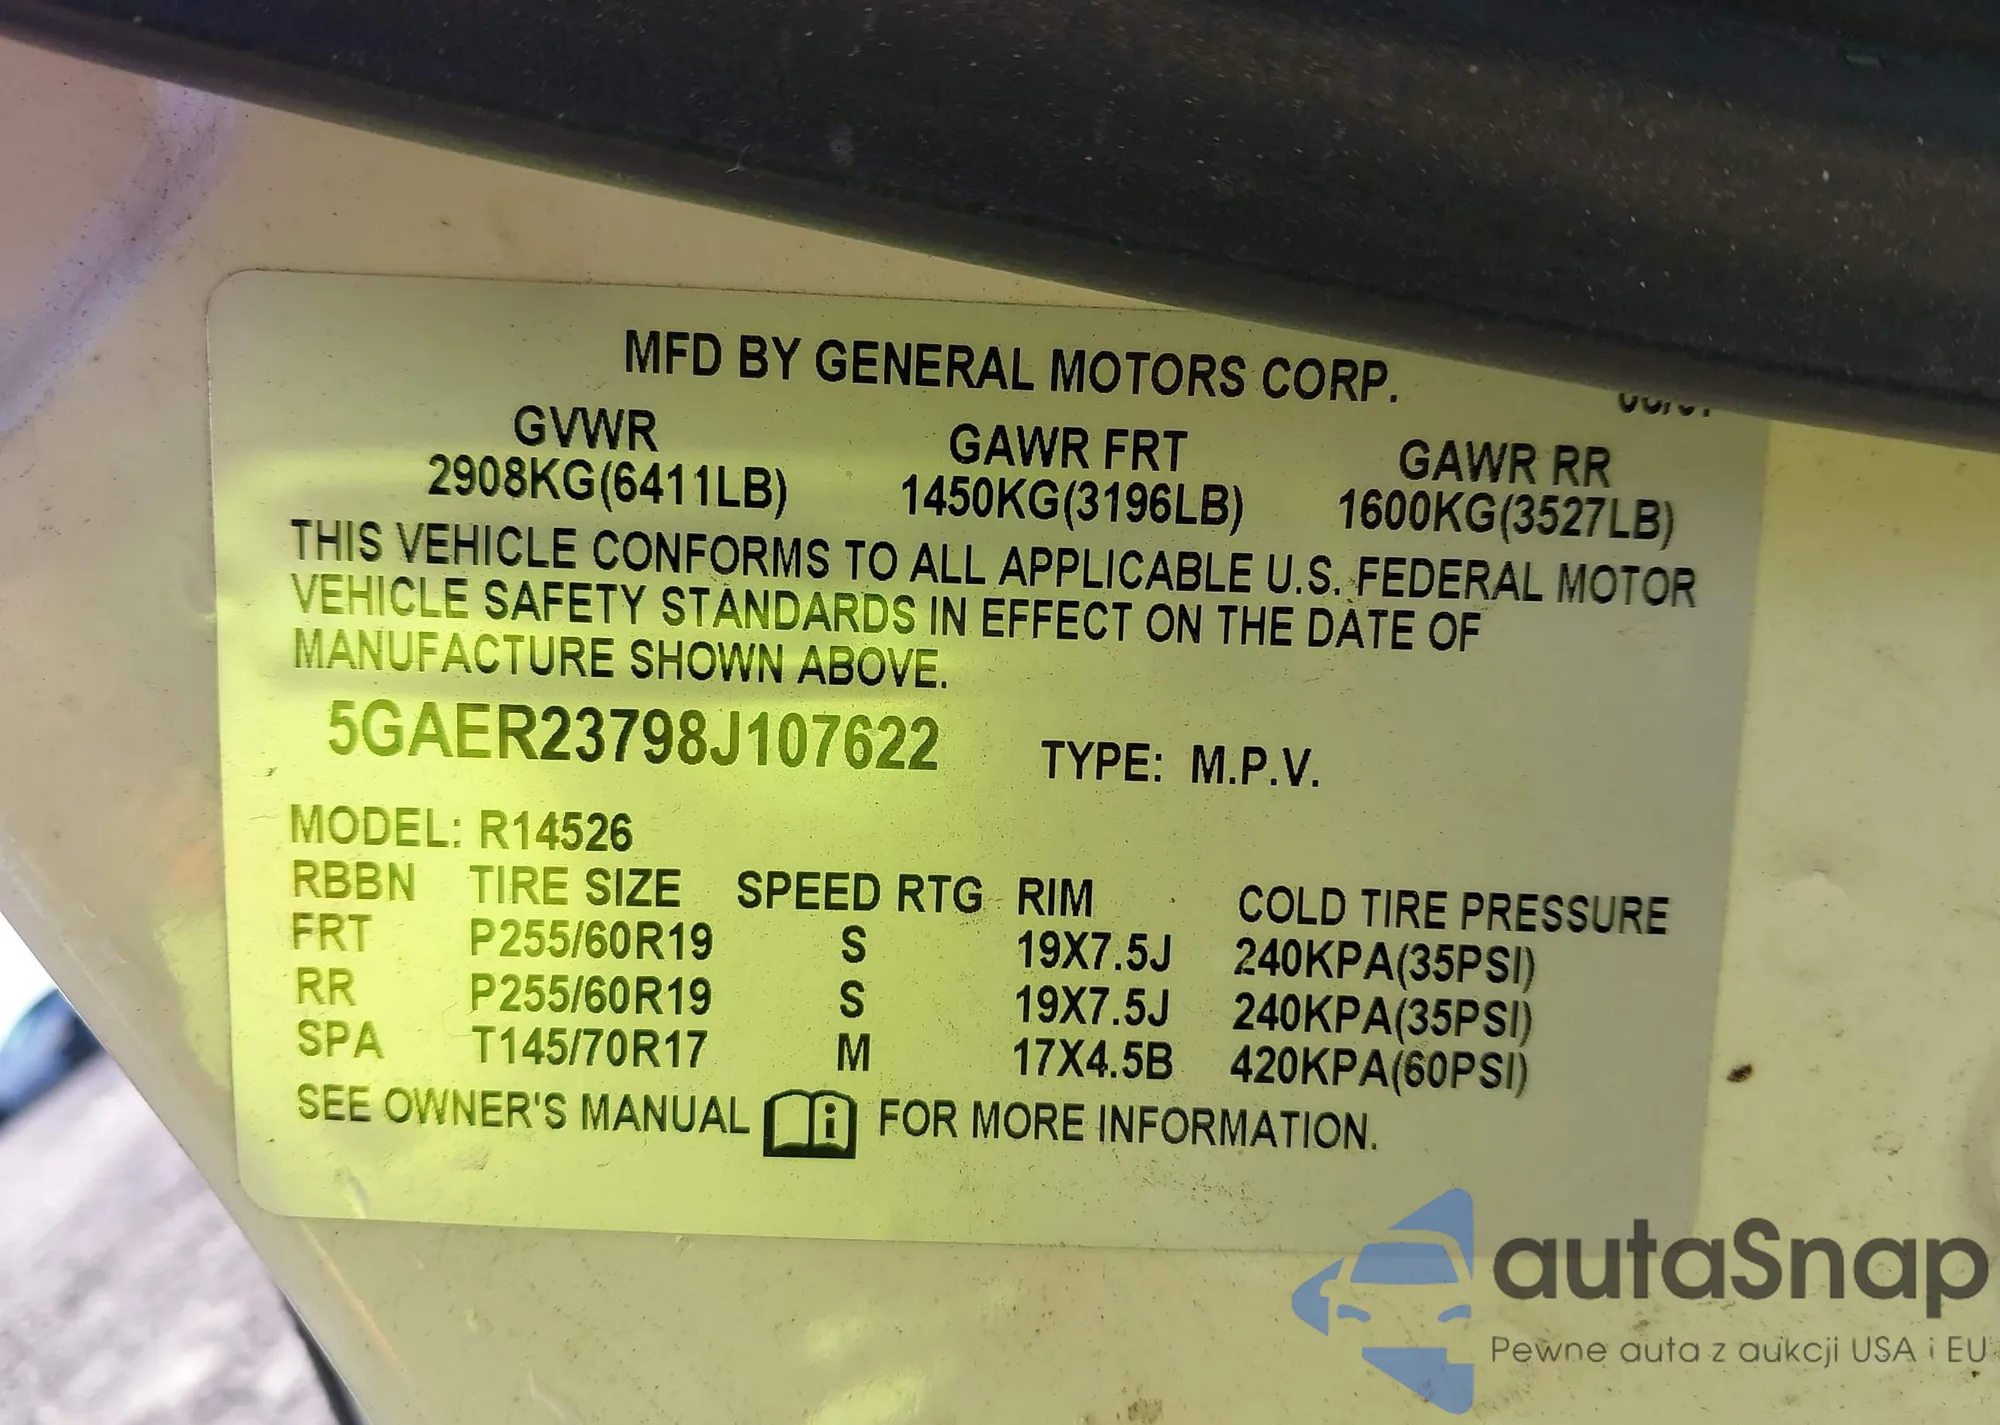 MFD BY GENERAL MOTORS CORP.
GVWR GAWR FRT GAWR RR
2908KG(6411LB) 1450KG(3196LB) 1600KG(3527LB)
THIS VEHICLE CONFORMS TO ALL APPLICABLE U.S. FEDERAL MOTOR
VEHICLE SAFETY STANDARDS IN EFFECT ON THE DATE OF
MANUFACTURE SHOWN ABOVE.
5GAER23798J107622 TYPE: M.P.V.
MODEL: R14526
RBBN TIRE SIZE SPEED RTG RIM COLD TIRE PRESSURE
FRT P255/60R19 S 19X7.5J 240KPA(35PSI)
RR P255/60R19 S 19X7.5J 240KPA(35PSI)
SPA T145/70R17 M 17X4.5B 420KPA(60PSI)
SEE OWNER'S MANUAL i FOR MORE INFORMATION.
autaSnap
Pewne auta z aukcji USA i EU